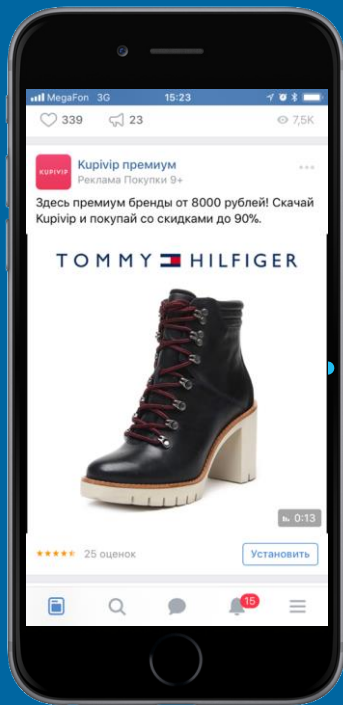 MegaFon 3G 15:23
339 23 7,5K
KUPIVIP
Kupivip премиум
Реклама Покупки 9+
Здесь премиум бренды от 8000 рублей! Скачай
Kupivip и покупай со скидками до 90%.
TOMMY HILFIGER
0:13
25 оценок
Установить
15